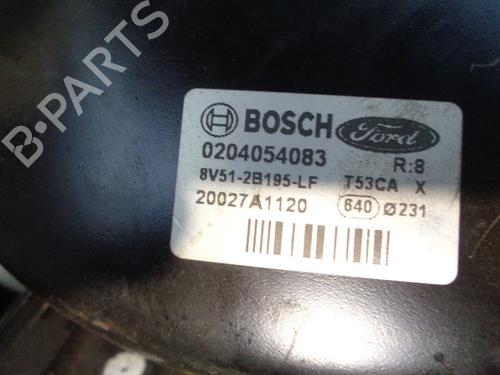 B-PARTS
BOSCH Ford
0204054083 R:8
8V51-2B195-LF T53CA X
20027A1120 640 Ø231